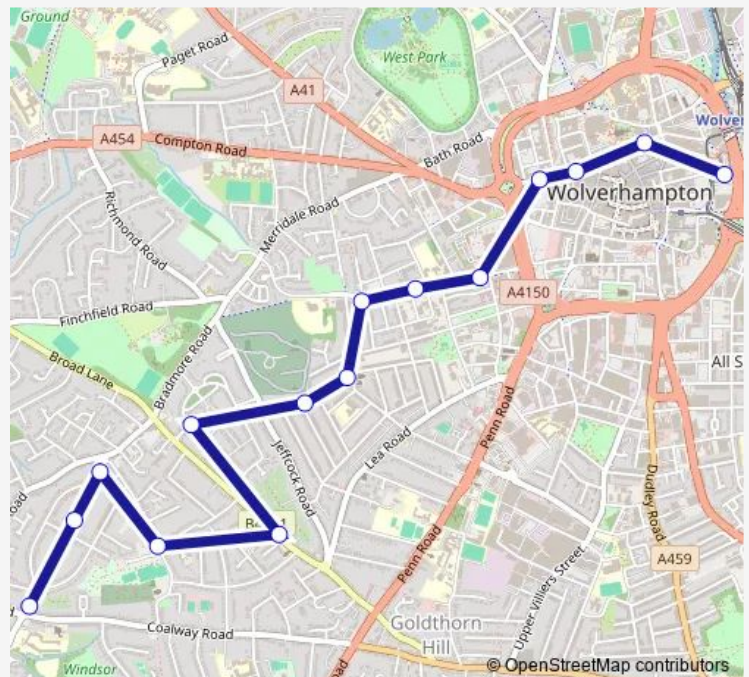 Ground
Paget Road
West Park
A41
A454
Compton Road
Bath Road
Wolver
Wolverhampton
Richmond Road
Merridale Road
A4150
Finchfield Road
Broad Lane
Bradmore Road
All S
Penn Road
Jeffcock Road
Lea Road
Dudley Road
Penn Road
Upper Villiers Street
A459
Coalway Road
Goldthorn
Hill
Windsor
© OpenStreetMap contributors